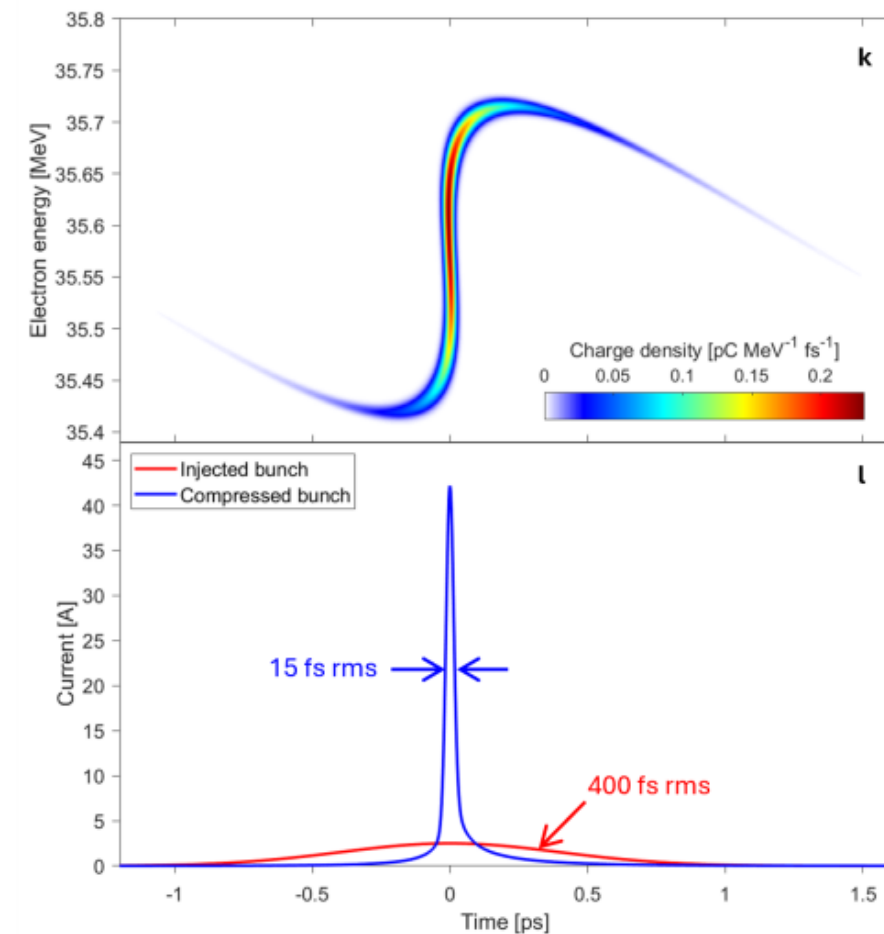 k
35.8
35.75
35.7
35.65
35.6
35.55
35.5
35.45
35.4
Electron energy [MeV]
Charge density [pC MeV⁻¹ fs⁻¹]
0 0.05 0.1 0.15 0.2
l
Injected bunch
Compressed bunch
45
40
35
30
25
20
15
10
5
0
Current [A]
15 fs rms
400 fs rms
-1 -0.5 0 0.5 1 1.5
Time [ps]